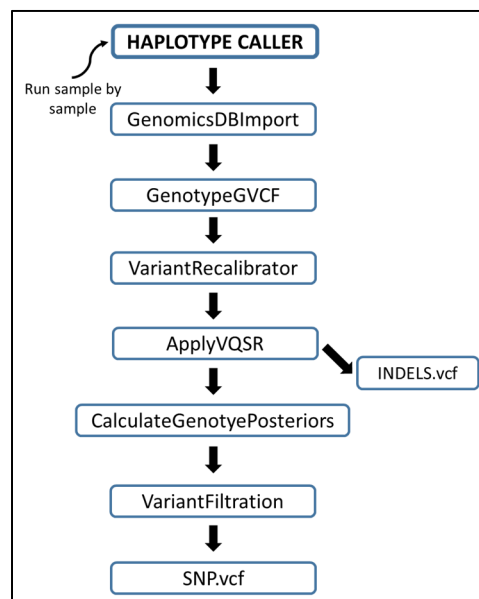 HAPLOTYPE CALLER
Run sample by
sample
GenomicsDBImport
GenotypeGVCF
VariantRecalibrator
ApplyVQSR
INDELS.vcf
CalculateGenotyePosteriors
VariantFiltration
SNP.vcf